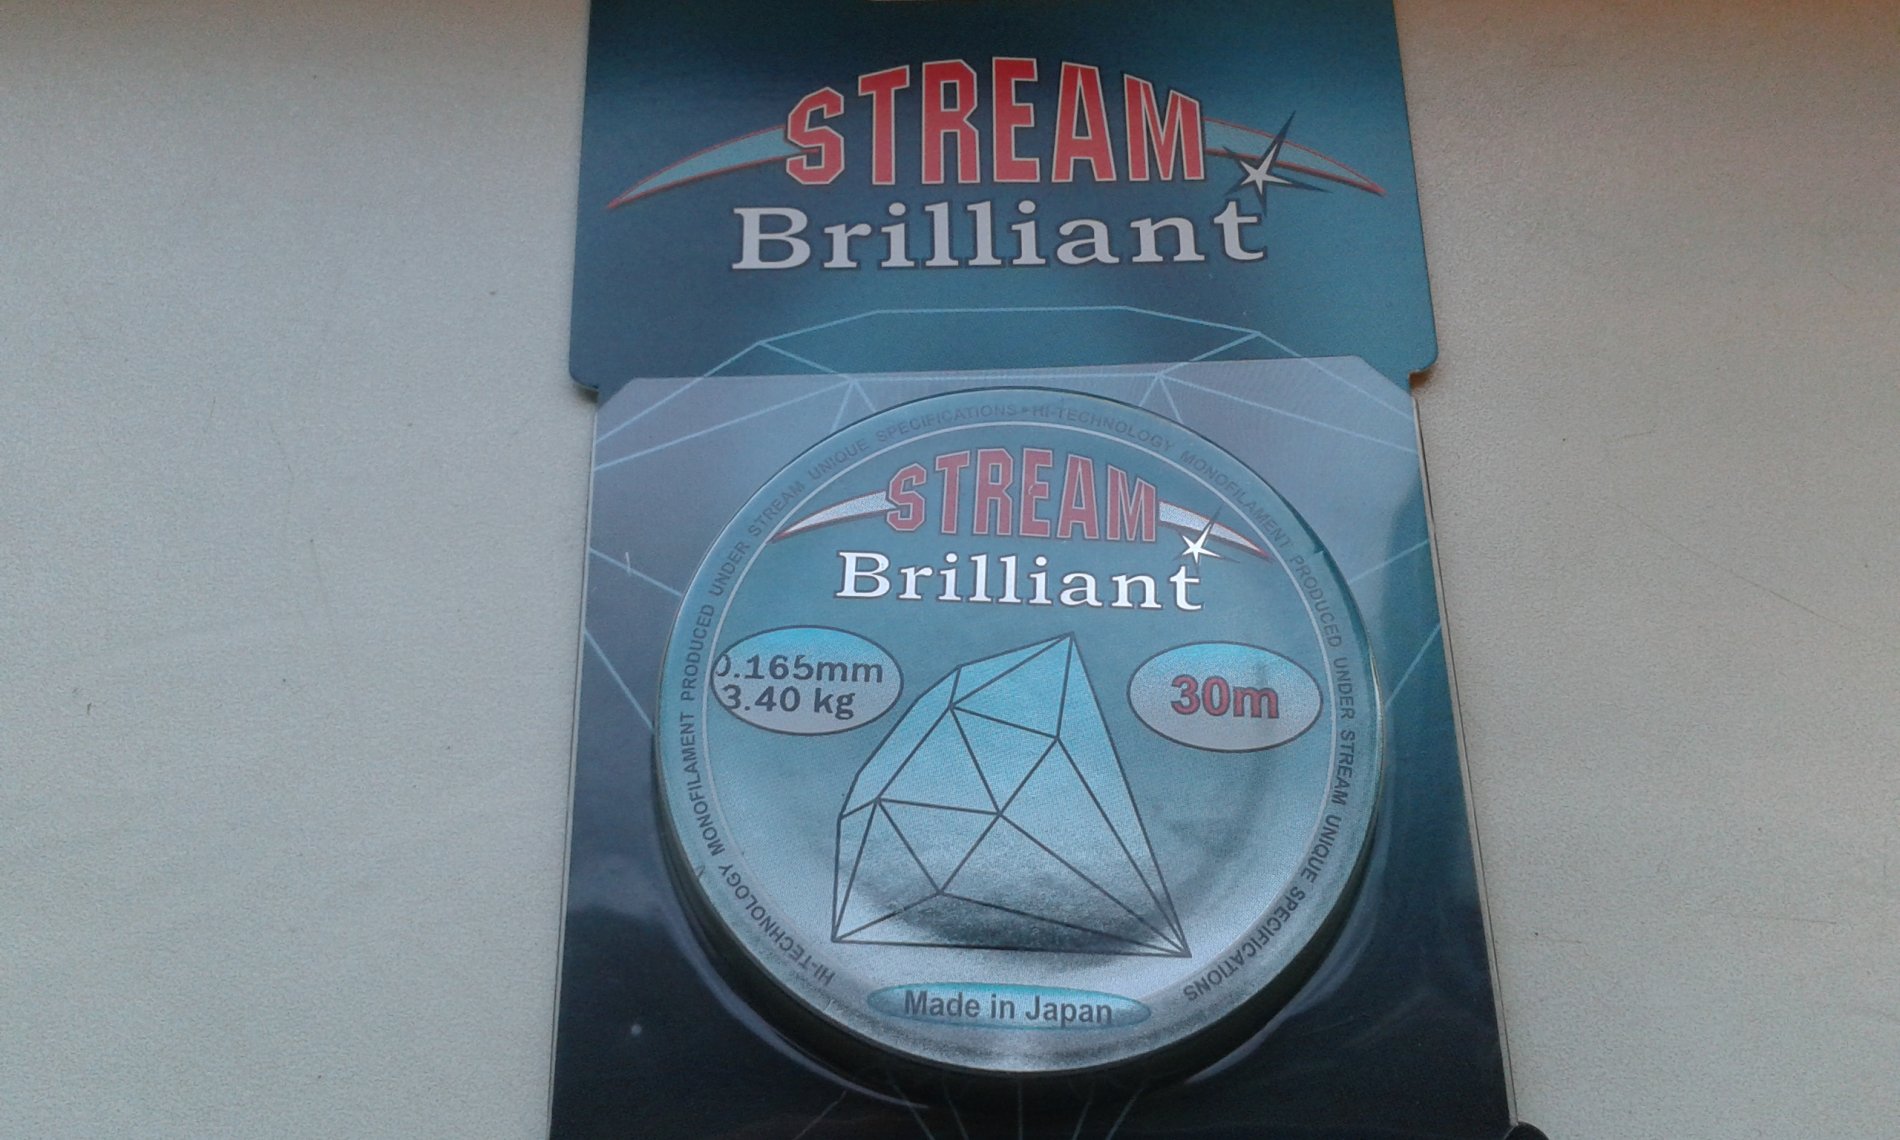 STREAM
Brilliant
HI-TECHNOLOGY MONOFILAMENT PRODUCED UNDER STREAM UNIQUE SPECIFICATIONS • HI-TECHNOLOGY MONOFILAMENT PRODUCED UNDER STREAM UNIQUE SPECIFICATIONS
STREAM
Brilliant
0.165mm
3.40 kg
30m
Made in Japan